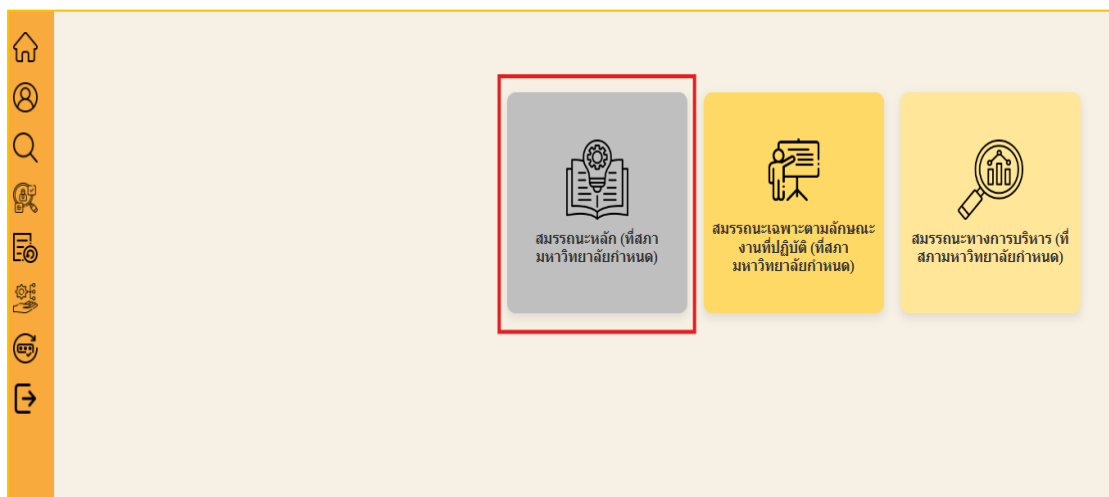 สมรรถนะหลัก (ที่สภา
มหาวิทยาลัยกำหนด)
สมรรถนะเฉพาะตามลักษณะ
งานที่ปฏิบัติ (ที่สภา
มหาวิทยาลัยกำหนด)
สมรรถนะทางการบริหาร (ที่
สภามหาวิทยาลัยกำหนด)